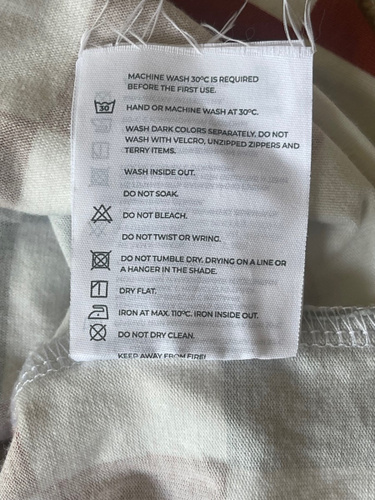 MACHINE WASH 30ºC IS REQUIRED
BEFORE THE FIRST USE.
30
HAND OR MACHINE WASH AT 30ºC.
WASH DARK COLORS SEPARATELY, DO NOT
WASH WITH VELCRO, UNZIPPED ZIPPERS AND
TERRY ITEMS.
WASH INSIDE OUT.
DO NOT SOAK.
DO NOT BLEACH.
DO NOT TWIST OR WRING.
DO NOT TUMBLE DRY. DRYING ON A LINE OR
A HANGER IN THE SHADE.
DRY FLAT.
IRON AT MAX. 110ºC. IRON INSIDE OUT.
DO NOT DRY CLEAN.
KEEP AWAY FROM FIRE!